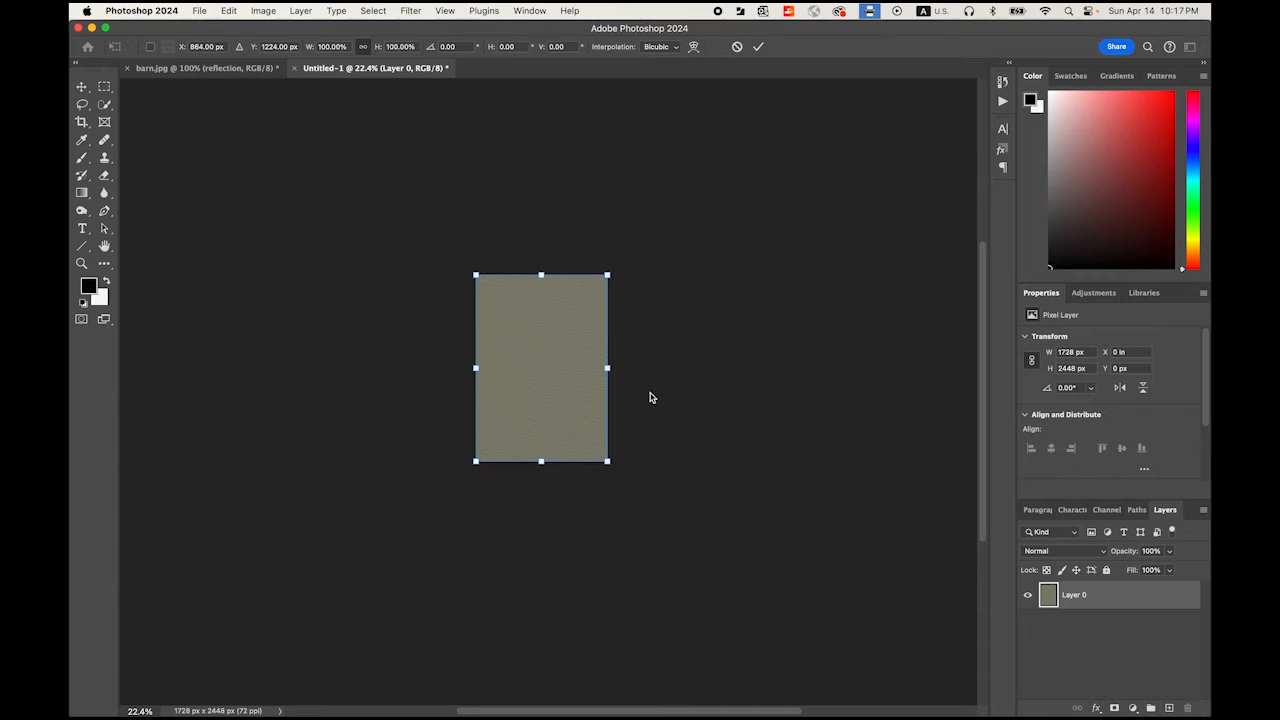 Photoshop 2024 File Edit Image Layer Type Select Filter View Plugins Window Help A U.S. Sun Apr 14 10:17 PM
Adobe Photoshop 2024
X: 864.00 px Y: 1224.00 px W: 100.00% H: 100.00% 0.00 ° H: 0.00 ° V: 0.00 ° Interpolation: Bicubic Share
× barn.jpg @ 100% (reflection, RGB/8) * × Untitled-1 @ 22.4% (Layer 0, RGB/8) *
Color Swatches Gradients Patterns
Properties Adjustments Libraries
Pixel Layer
Transform
W 1728 px X 0 in
H 2448 px Y 0 px
0.00°
Align and Distribute
Align:
Paragra Charact Channel Paths Layers
Kind
Normal Opacity: 100%
Lock: Fill: 100%
Layer 0
22.4% 1728 px x 2448 px (72 ppi)